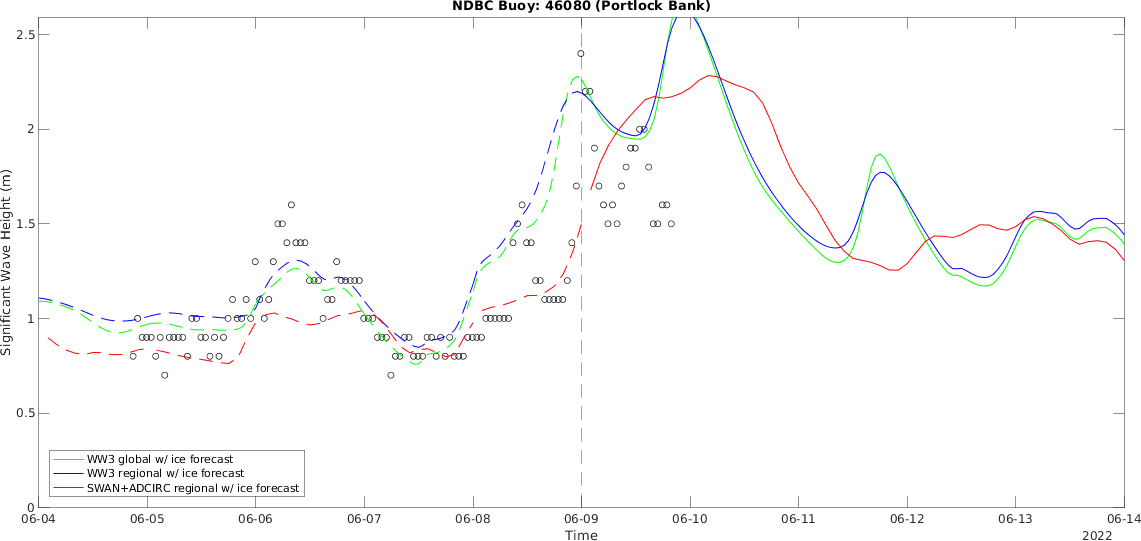 NDBC Buoy: 46080 (Portlock Bank)
Significant Wave Height (m)
2.5
2
1.5
1
0.5
0
WW3 global w/ ice forecast
WW3 regional w/ ice forecast
SWAN+ADCIRC regional w/ ice forecast
06-04 06-05 06-06 06-07 06-08 06-09 06-10 06-11 06-12 06-13 06-14
Time
2022